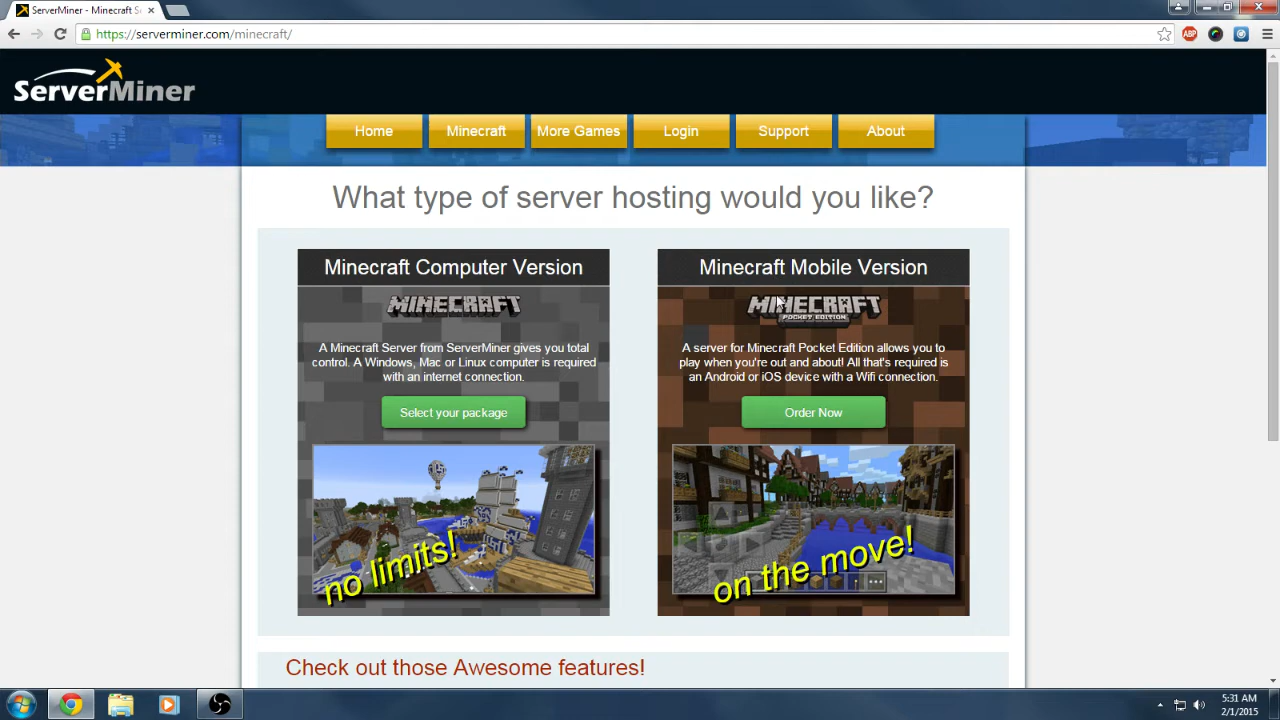 ServerMiner - Minecraft Se
https://serverminer.com/minecraft/
ABP
ServerMiner
Home
Minecraft
More Games
Login
Support
About
What type of server hosting would you like?
Minecraft Computer Version
MINECRAFT
A Minecraft Server from ServerMiner gives you total
control. A Windows, Mac or Linux computer is required
with an internet connection.
Select your package
no limits!
Minecraft Mobile Version
MINECRAFT
POCKET EDITION
A server for Minecraft Pocket Edition allows you to
play when you're out and about! All that's required is
an Android or iOS device with a Wifi connection.
Order Now
on the move!
Check out those Awesome features!
5:31 AM
2/1/2015